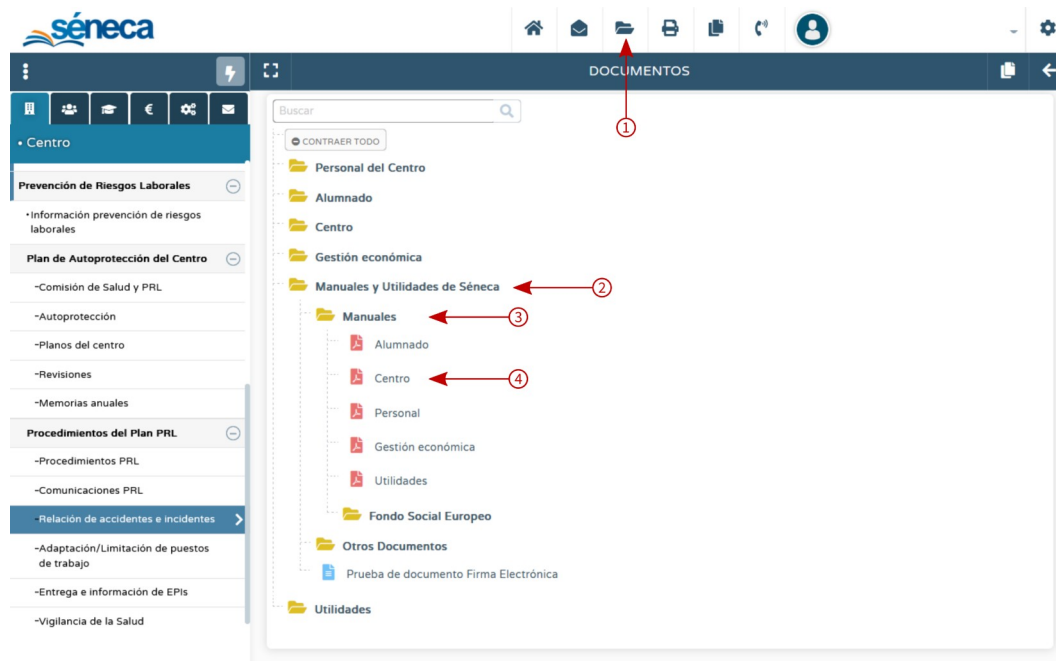 séneca
DOCUMENTOS
€
• Centro
Prevención de Riesgos Laborales
•Información prevención de riesgos
laborales
Plan de Autoprotección del Centro
-Comisión de Salud y PRL
-Autoprotección
-Planos del centro
-Revisiones
-Memorias anuales
Procedimientos del Plan PRL
-Procedimientos PRL
-Comunicaciones PRL
-Relación de accidentes e incidentes
-Adaptación/Limitación de puestos
de trabajo
-Entrega e información de EPIs
-Vigilancia de la Salud
Buscar
1
CONTRAER TODO
Personal del Centro
Alumnado
Centro
Gestión económica
Manuales y Utilidades de Séneca 2
Manuales 3
Alumnado
Centro 4
Personal
Gestión económica
Utilidades
Fondo Social Europeo
Otros Documentos
Prueba de documento Firma Electrónica
Utilidades